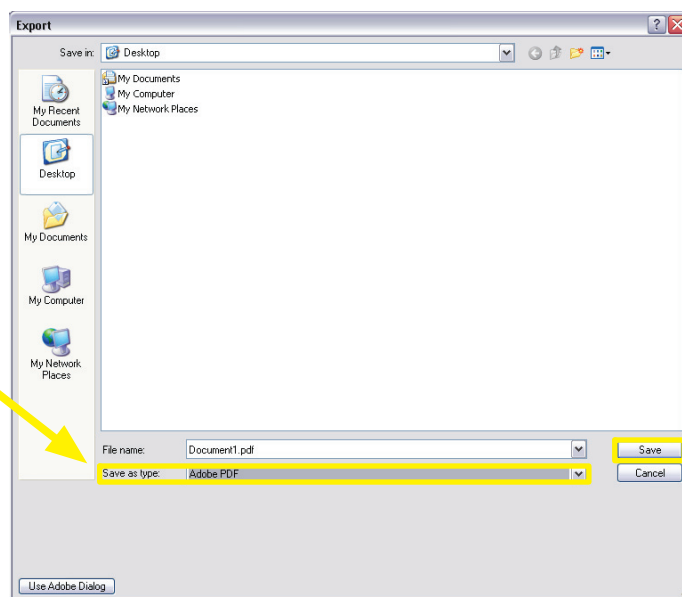 Export
Save in: Desktop
My Documents
My Computer
My Network Places
My Recent
Documents
Desktop
My Documents
My Computer
My Network
Places
File name: Document1.pdf Save
Save as type: Adobe PDF Cancel
Use Adobe Dialog